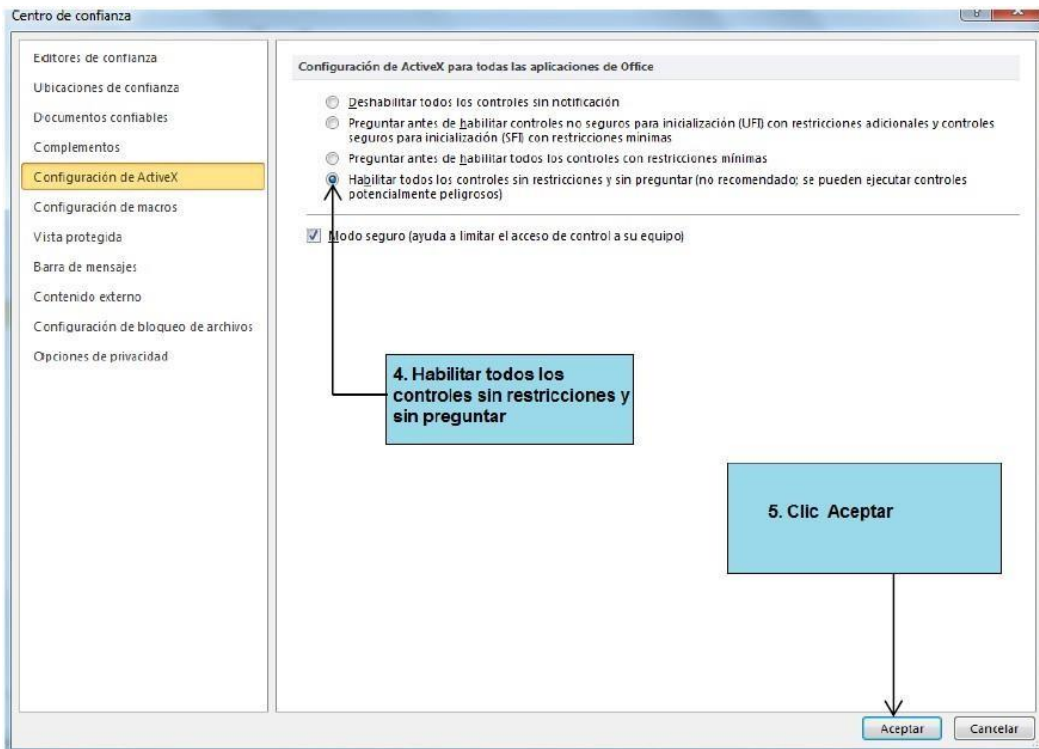 Centro de confianza
Editores de confianza
Ubicaciones de confianza
Documentos confiables
Complementos
Configuración de ActiveX
Configuración de macros
Vista protegida
Barra de mensajes
Contenido externo
Configuración de bloqueo de archivos
Opciones de privacidad
Configuración de ActiveX para todas las aplicaciones de Office
Deshabilitar todos los controles sin notificación
Preguntar antes de habilitar controles no seguros para inicialización (UFI) con restricciones adicionales y controles
seguros para inicialización (SFI) con restricciones mínimas
Preguntar antes de habilitar todos los controles con restricciones mínimas
Habilitar todos los controles sin restricciones y sin preguntar (no recomendado; se pueden ejecutar controles
potencialmente peligrosos)
Modo seguro (ayuda a limitar el acceso de control a su equipo)
4. Habilitar todos los
controles sin restricciones y
sin preguntar
5. Clic Aceptar
Aceptar
Cancelar